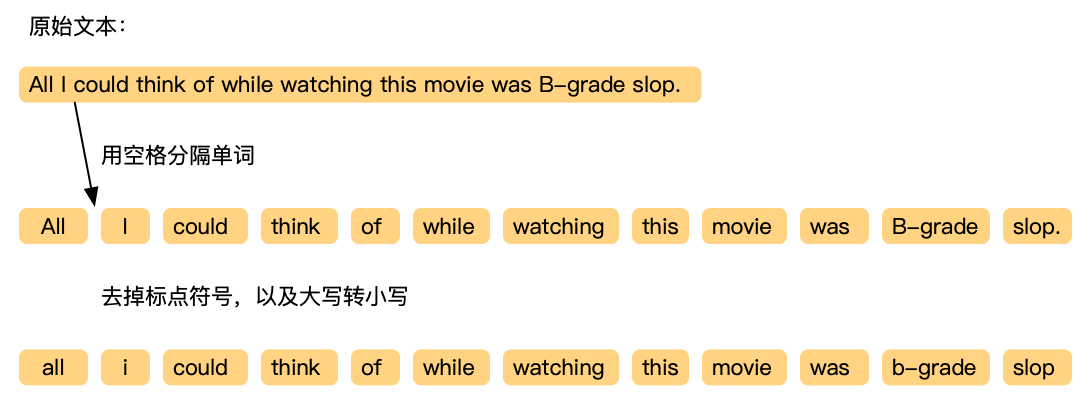 原始文本：
All I could think of while watching this movie was B-grade slop.
用空格分隔单词
All I could think of while watching this movie was B-grade slop.
去掉标点符号，以及大写转小写
all i could think of while watching this movie was b-grade slop